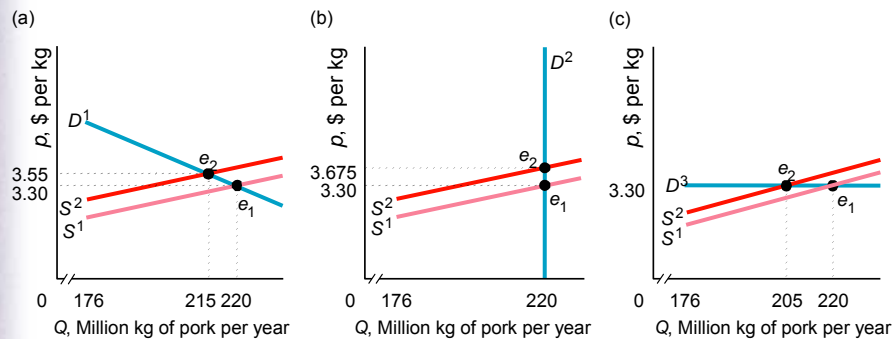 (a)
p, $ per kg
D¹
3.55
3.30
e₂
e₁
S²
S¹
0
176
215 220
Q, Million kg of pork per year
(b)
p, $ per kg
D²
3.675
3.30
e₂
e₁
S²
S¹
0
176
220
Q, Million kg of pork per year
(c)
p, $ per kg
3.30
D³
e₂
e₁
S²
S¹
0
176
205
220
Q, Million kg of pork per year